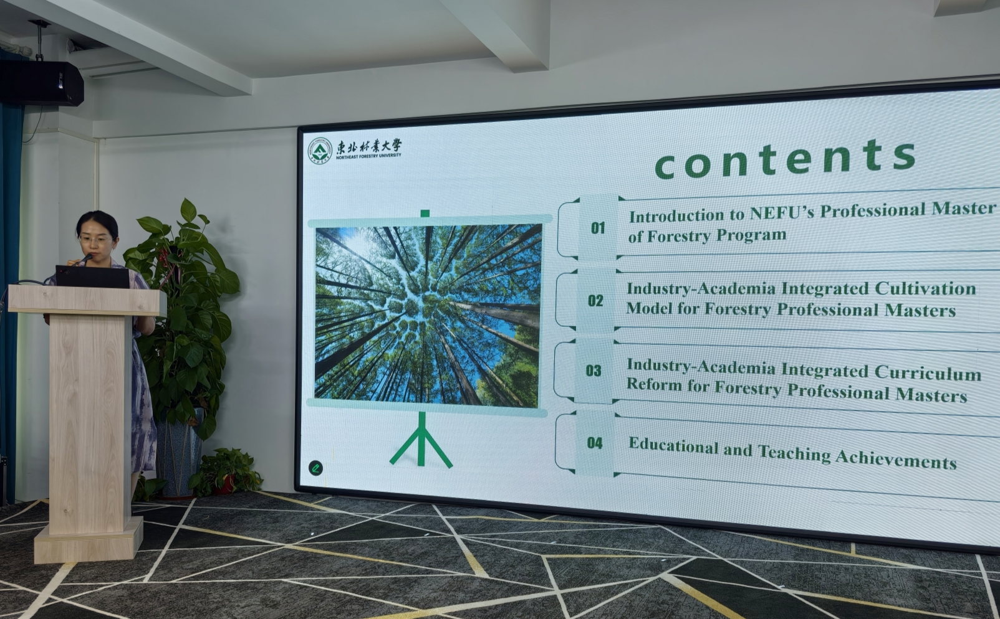 東北林業大學
NORTHEAST FORESTRY UNIVERSITY
contents
01
Introduction to NEFU’s Professional Master
of Forestry Program
02
Industry-Academia Integrated Cultivation
Model for Forestry Professional Masters
03
Industry-Academia Integrated Curriculum
Reform for Forestry Professional Masters
04
Educational and Teaching Achievements